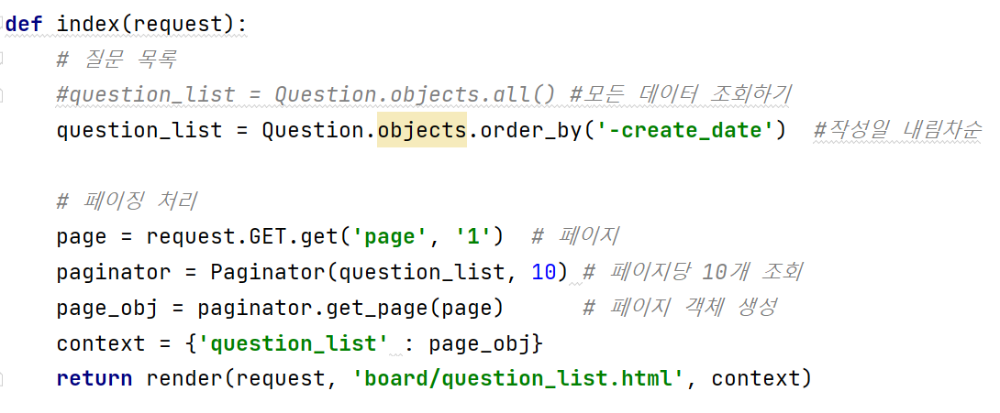 def index(request):
# 질문 목록
#question_list = Question.objects.all() #모든 데이터 조회하기
question_list = Question.objects.order_by('-create_date')  #작성일 내림차순
# 페이징 처리
page = request.GET.get('page', '1')  # 페이지
paginator = Paginator(question_list, 10) # 페이지당 10개 조회
page_obj = paginator.get_page(page)      # 페이지 객체 생성
context = {'question_list' : page_obj}
return render(request, 'board/question_list.html', context)